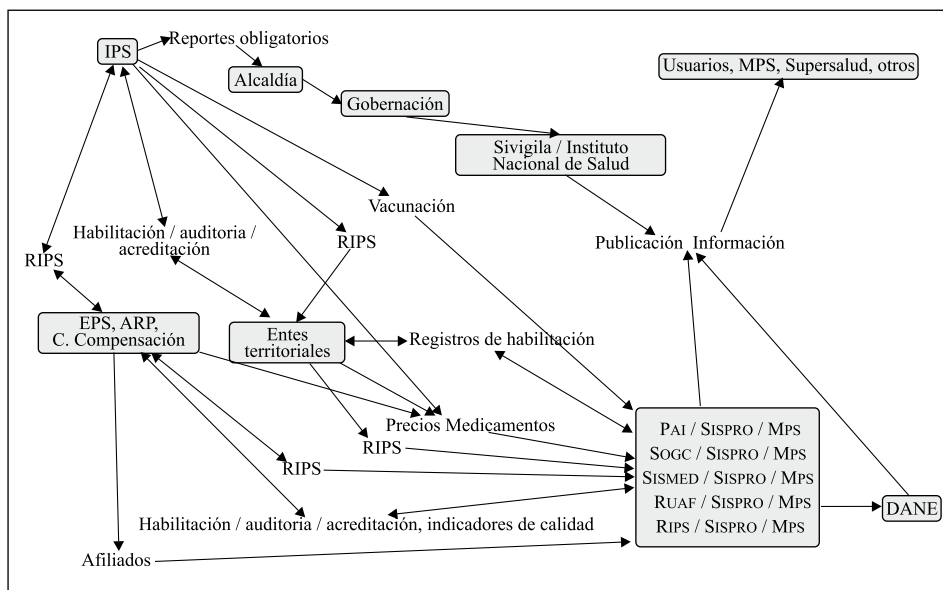 Reportes obligatorios
IPS
Usuarios, MPS, Supersalud, otros
Alcaldía
Gobernación
Sivigila / Instituto
Nacional de Salud
Vacunación
Habilitación / auditoria /
acreditación
RIPS
Publicación Información
RIPS
EPS, ARP,
C. Compensación
Entes
territoriales
Registros de habilitación
Precios Medicamentos
RIPS
RIPS
PAI / SISPRO / MPS
SOGC / SISPRO / MPS
SISMED / SISPRO / MPS
RUAF / SISPRO / MPS
RIPS / SISPRO / MPS
DANE
Habilitación / auditoria / acreditación, indicadores de calidad
Afiliados